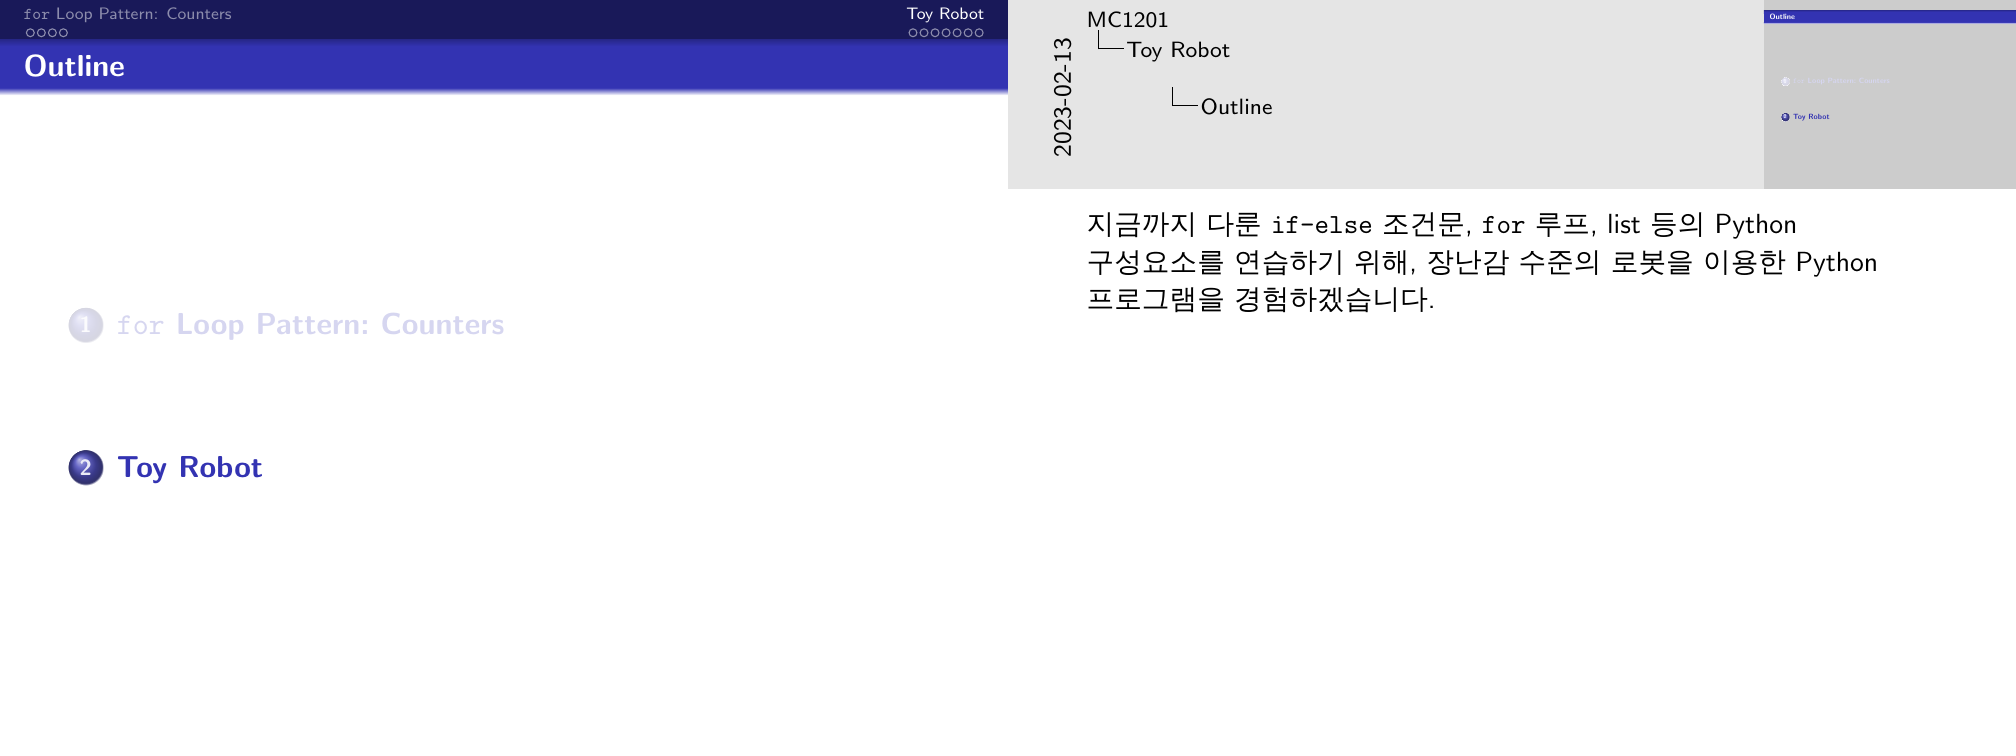 for Loop Pattern: Counters
Toy Robot
Outline
1 for Loop Pattern: Counters
2 Toy Robot
2023-02-13
MC1201
Toy Robot
Outline
Outline
for Loop Pattern: Counters
2 Toy Robot
지금까지 다룬 if-else 조건문, for 루프, list 등의 Python
구성요소를 연습하기 위해, 장난감 수준의 로봇을 이용한 Python
프로그램을 경험하겠습니다.